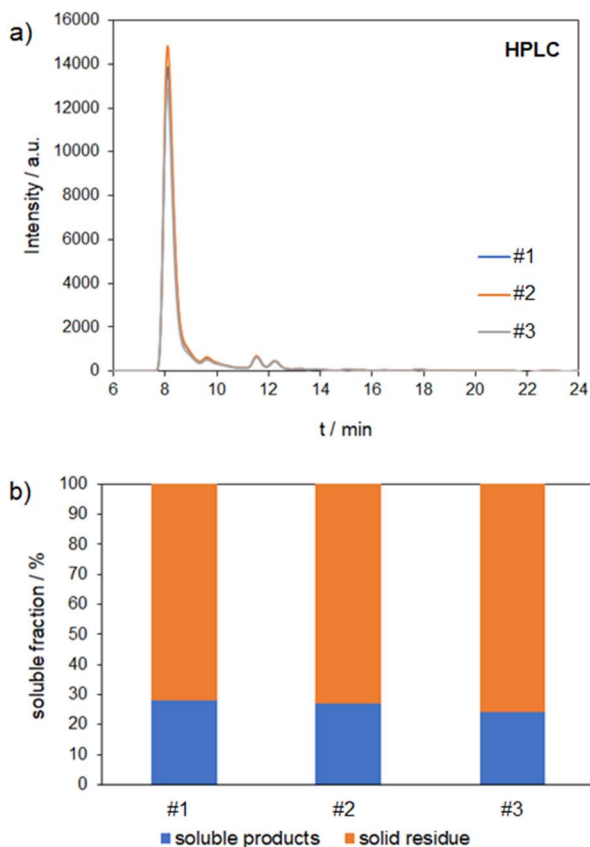 a)
HPLC
16000
14000
12000
10000
8000
6000
4000
2000
0
Intensity / a.u.
#1
#2
#3
6 8 10 12 14 16 18 20 22 24
t / min
b)
100
90
80
70
60
50
40
30
20
10
0
soluble fraction / %
#1 #2 #3
soluble products solid residue